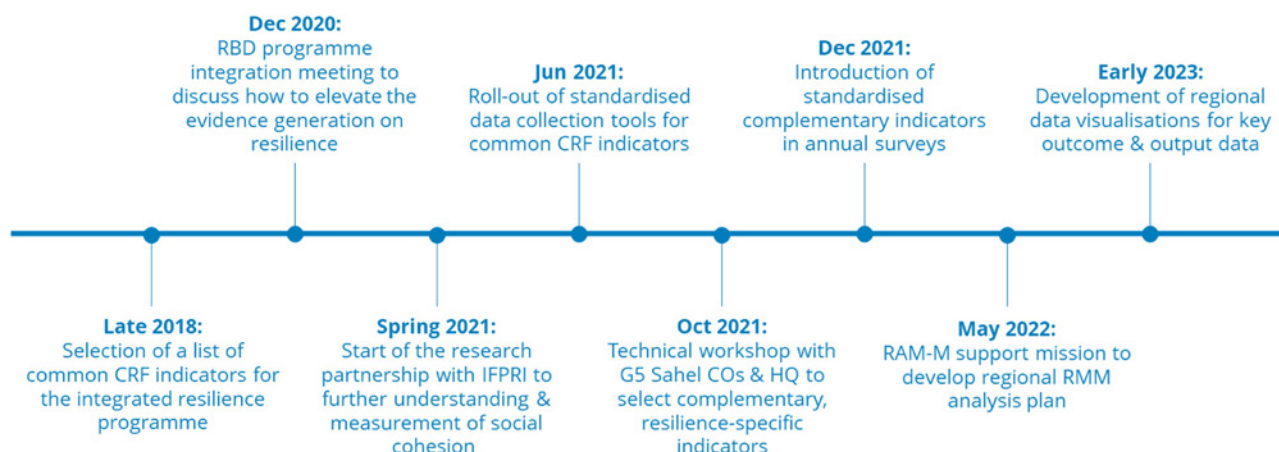 Dec 2020:
RBD programme
integration meeting to
discuss how to elevate the
evidence generation on
resilience
Jun 2021:
Roll-out of standardised
data collection tools for
common CRF indicators
Dec 2021:
Introduction of
standardised
complementary indicators
in annual surveys
Early 2023:
Development of regional
data visualisations for key
outcome & output data
Late 2018:
Selection of a list of
common CRF indicators for
the integrated resilience
programme
Spring 2021:
Start of the research
partnership with IFPRI to
further understanding &
measurement of social
cohesion
Oct 2021:
Technical workshop with
G5 Sahel COs & HQ to
select complementary,
resilience-specific
indicators
May 2022:
RAM-M support mission to
develop regional RMM
analysis plan